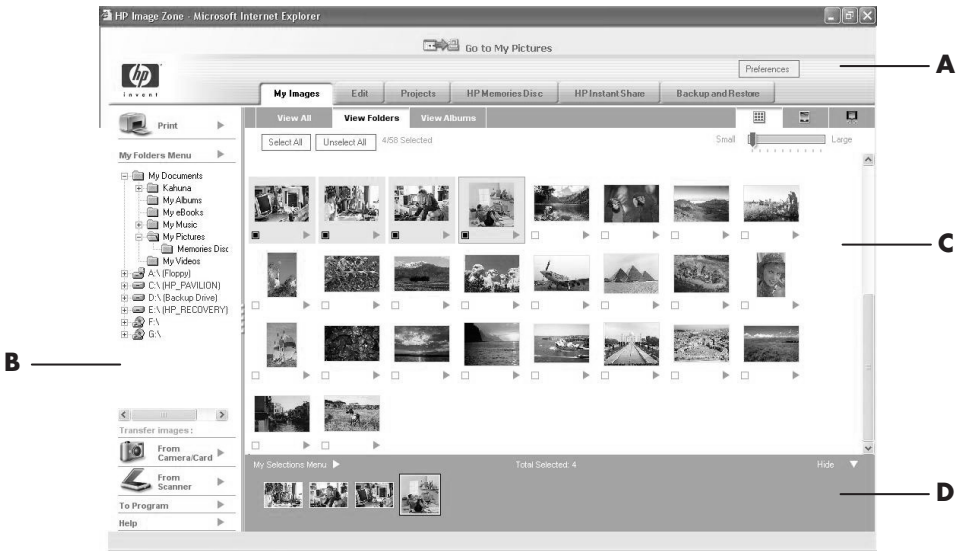 HP Image Zone - Microsoft Internet Explorer
Go to My Pictures
hp
invent
Preferences
A
My Images Edit Projects HP Memories Disc HP Instant Share Backup and Restore
Print
View All View Folders View Albums
Select All Unselect All 4/58 Selected Small Large
My Folders Menu
My Documents
Kahuna
My Albums
My eBooks
My Music
My Pictures
Memories Disc
My Videos
A:\ (Floppy)
C:\ (HP_PAVILION)
D:\ (Backup Drive)
E:\ (HP_RECOVERY)
F:\
G:\
C
B
Transfer images:
From
Camera/Card
From
Scanner
To Program
Help
My Selections Menu Total Selected: 4 Hide
D